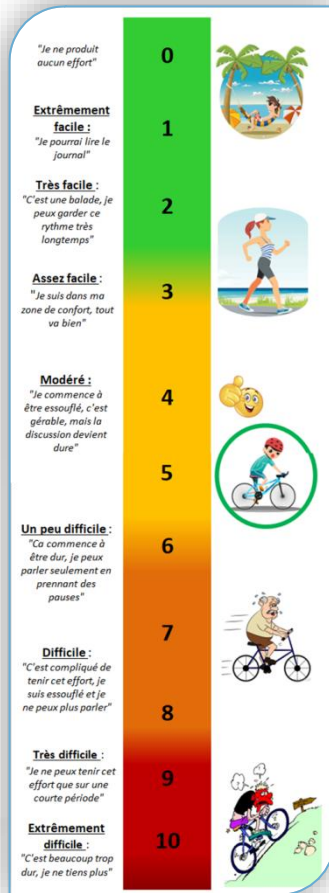 "Je ne produit
aucun effort"
0
Extrêmement
facile :
"Je pourrai lire le
journal"
1
Très facile :
"C'est une balade, je
peux garder ce
rythme très
longtemps"
2
Assez facile :
"Je suis dans ma
zone de confort, tout
va bien"
3
Modéré :
"Je commence à
être essouflé, c'est
gérable, mais la
discussion devient
dure"
4
5
Un peu difficile :
"Ca commence à
être dur, je peux
parler seulement en
prennant des
pauses"
6
7
Difficile :
"C'est compliqué de
tenir cet effort, je
suis essouflé et je
ne peux plus parler"
8
Très difficile :
"Je ne peux tenir cet
effort que sur une
courte période"
9
Extrêmement
difficile :
"C'est beaucoup trop
dur, je ne tiens plus"
10